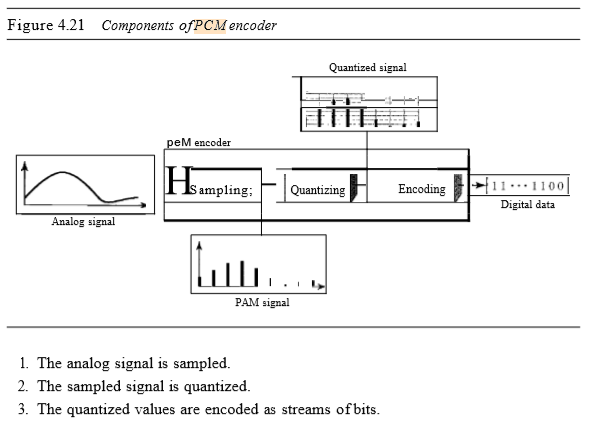 Figure 4.21 Components of PCM encoder
Quantized signal
peM encoder
H
Sampling;
Quantizing
Encoding
11 ··· 1100
Digital data
Analog signal
PAM signal
1. The analog signal is sampled.
2. The sampled signal is quantized.
3. The quantized values are encoded as streams of bits.